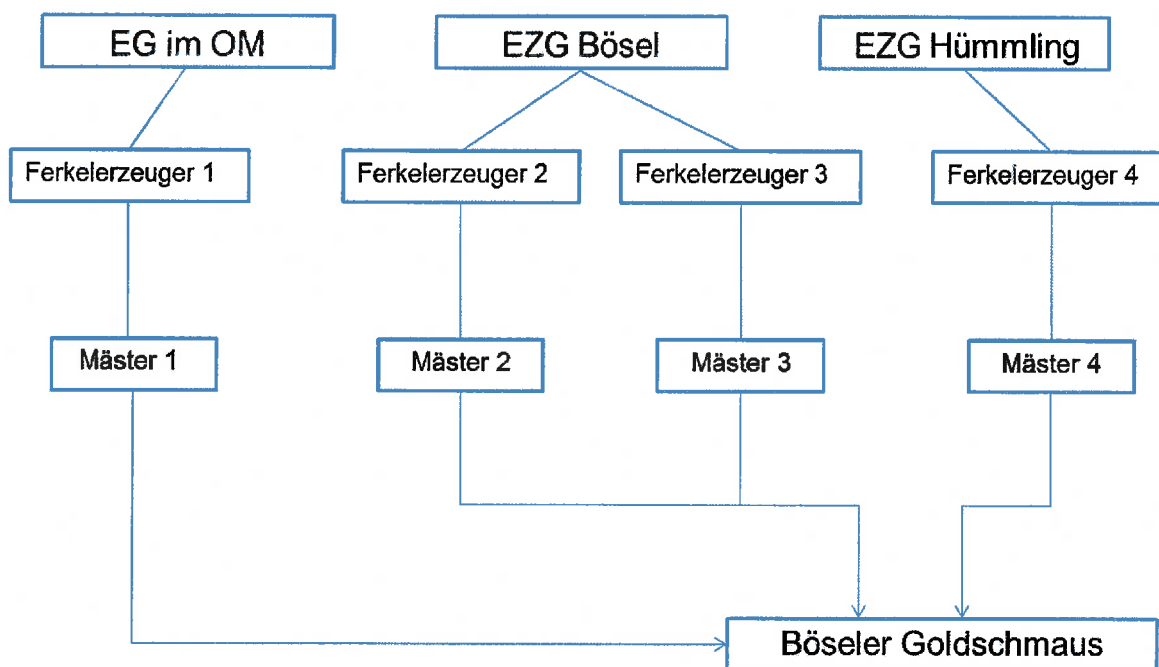 EG im OM
EZG Bösel
EZG Hümmling
Ferkelerzeuger 1
Ferkelerzeuger 2
Ferkelerzeuger 3
Ferkelerzeuger 4
Mäster 1
Mäster 2
Mäster 3
Mäster 4
Böseler Goldschmaus